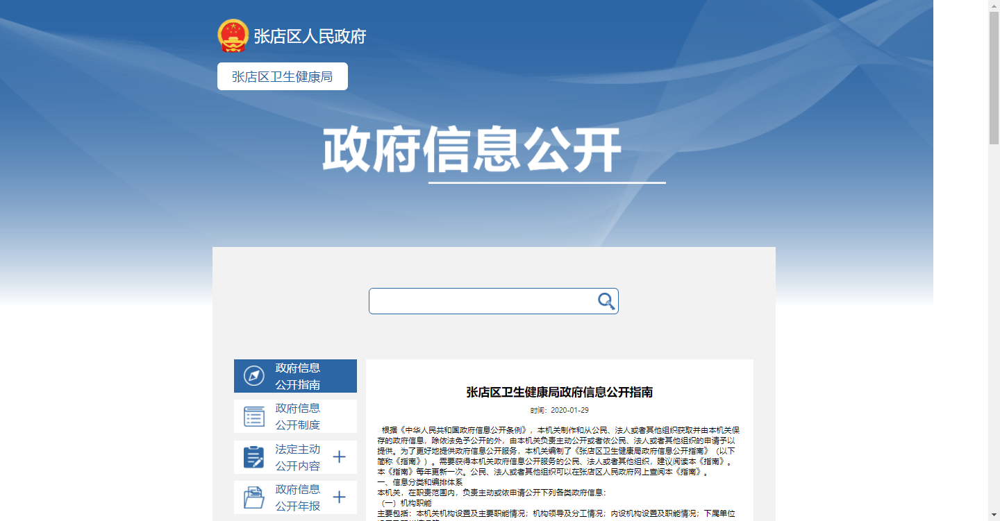 张店区人民政府
张店区卫生健康局
政府信息公开
政府信息
公开指南
政府信息
公开制度
法定主动
公开内容
政府信息
公开年报
张店区卫生健康局政府信息公开指南
时间：2020-01-29
根据《中华人民共和国政府信息公开条例》，本机关制作和从公民、法人或者其他组织获取并由本机关保
存的政府信息，除依法免予公开的外，由本机关负责主动公开或者依公民、法人或者其他组织的申请予以
提供。为了更好地提供政府信息公开服务，本机关编制了《张店区卫生健康局政府信息公开指南》（以下
简称《指南》）。需要获得本机关政府信息公开服务的公民、法人或者其他组织，建议阅读本《指南》。
本《指南》每年更新一次。公民、法人或者其他组织可以在张店区人民政府网上查阅本《指南》。
一、信息分类和编排体系
本机关，在职责范围内，负责主动或依申请公开下列各类政府信息：
（一）机构职能
主要包括：本机关机构设置及主要职能情况；机构领导及分工情况；内设机构设置及职能情况；下属单位